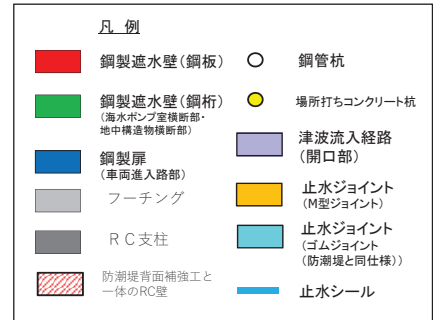 凡 例
鋼製遮水壁(鋼板)
鋼製遮水壁(鋼桁)
(海水ポンプ室横断部・
地中構造物横断部)
鋼製扉
(車両進入路部)
フーチング
RC支柱
防潮堤背面補強工と
一体のRC壁
鋼管杭
場所打ちコンクリート杭
津波流入経路
(開口部)
止水ジョイント
(M型ジョイント)
止水ジョイント
(ゴムジョイント
(防潮堤と同仕様))
止水シール